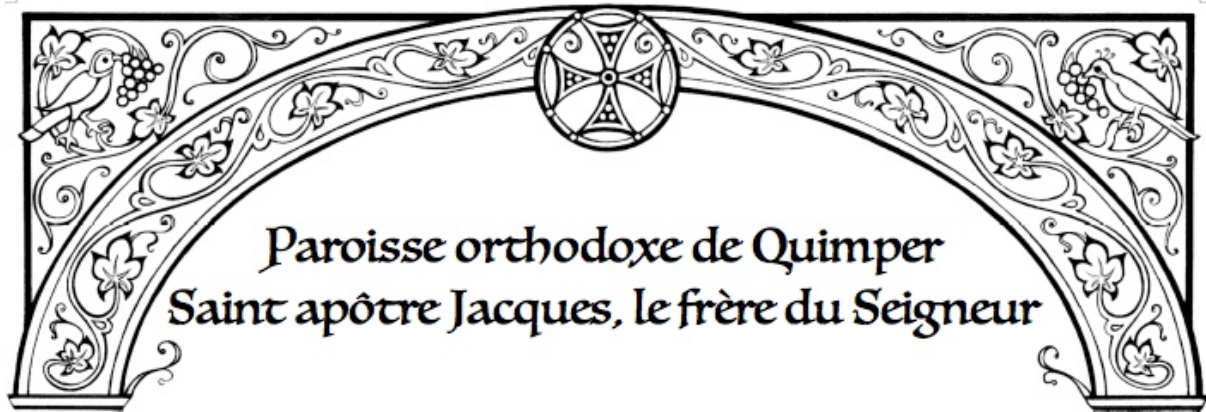 Paroisse orthodoxe de Quimper
Saint apôtre Jacques, le frère du Seigneur